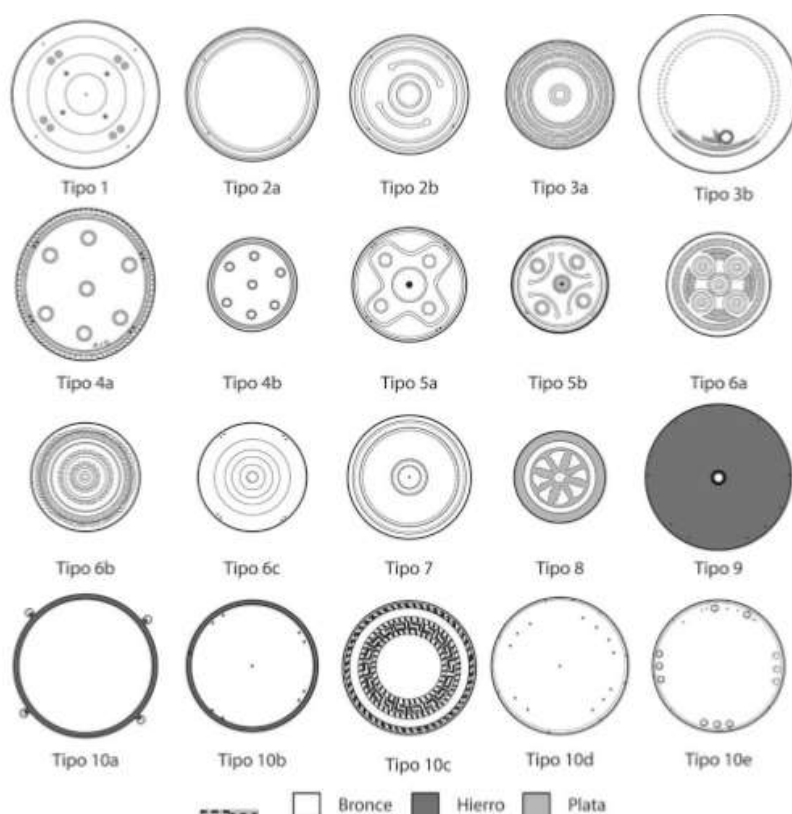 Tipo 1 Tipo 2a Tipo 2b Tipo 3a Tipo 3b
Tipo 4a Tipo 4b Tipo 5a Tipo 5b Tipo 6a
Tipo 6b Tipo 6c Tipo 7 Tipo 8 Tipo 9
Tipo 10a Tipo 10b Tipo 10c Tipo 10d Tipo 10e
Bronce Hierro Plata